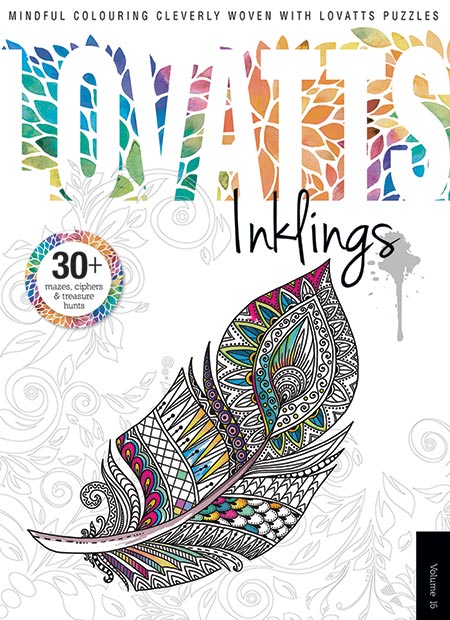 MINDFUL COLOURING CLEVERLY WOVEN WITH LOVATTS PUZZLES
LOVATTS
Inklings
30+
mazes, ciphers
& treasure
hunts
Volume 16